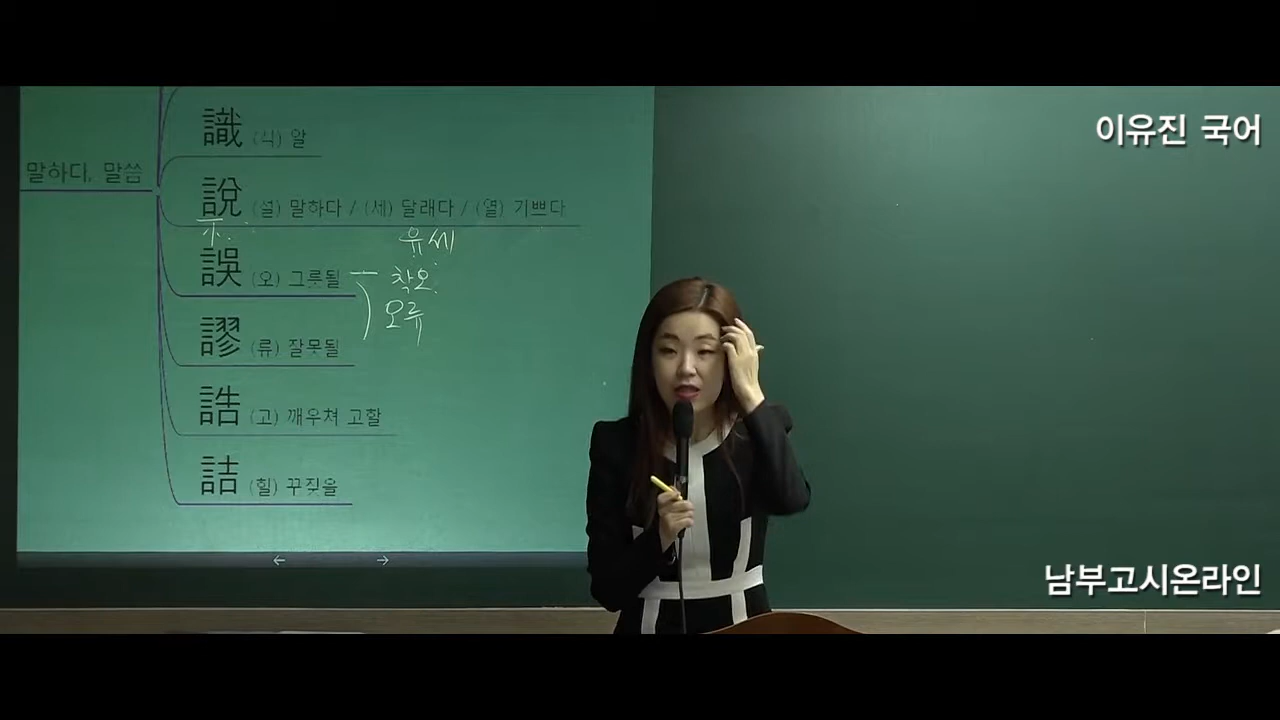 이유진 국어
말하다, 말씀
識 (식) 알
說 (설) 말하다 / (세) 달래다 / (열) 기쁘다
유세
誤 (오) 그릇될
착오
오류
謬 (류) 잘못될
誥 (고) 깨우쳐 고할
詰 (힐) 꾸짖을
← →
남부고시온라인